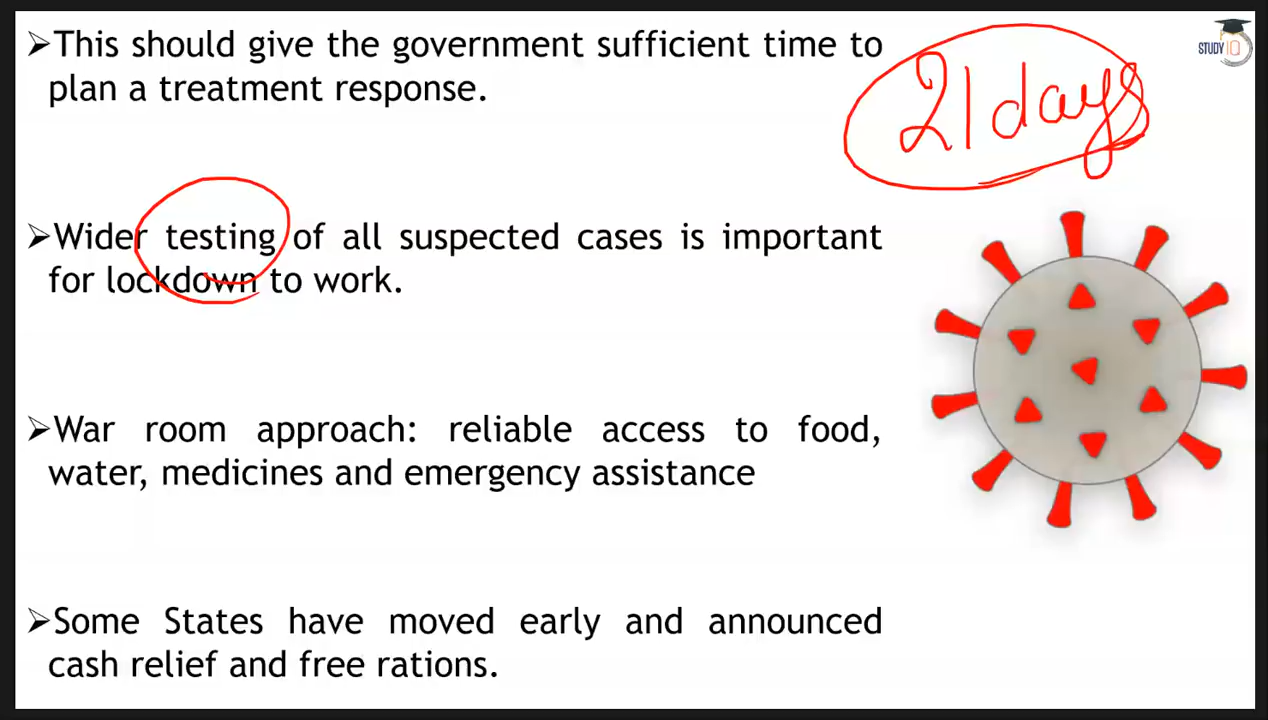 ➢This should give the government sufficient time to
plan a treatment response.
21 days
STUDY IQ
➢Wider testing of all suspected cases is important
for lockdown to work.
➢War room approach: reliable access to food,
water, medicines and emergency assistance
➢Some States have moved early and announced
cash relief and free rations.